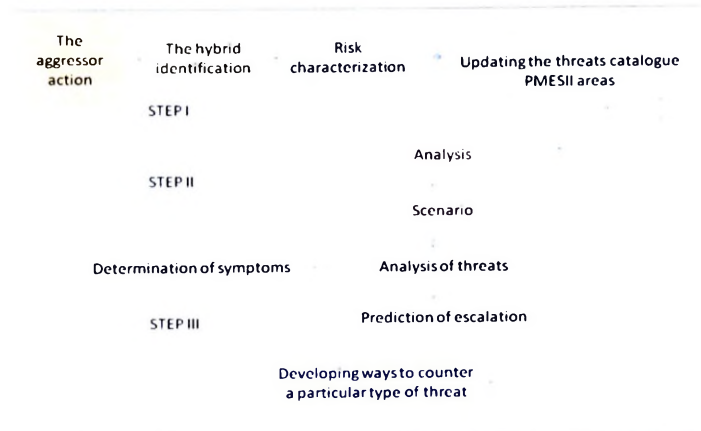 The
aggressor
action
The hybrid
identification
Risk
characterization
Updating the threats catalogue
PMESII areas
STEP I
Analysis
STEP II
Scenario
Determination of symptoms
Analysis of threats
STEP III
Prediction of escalation
Developing ways to counter
a particular type of threat